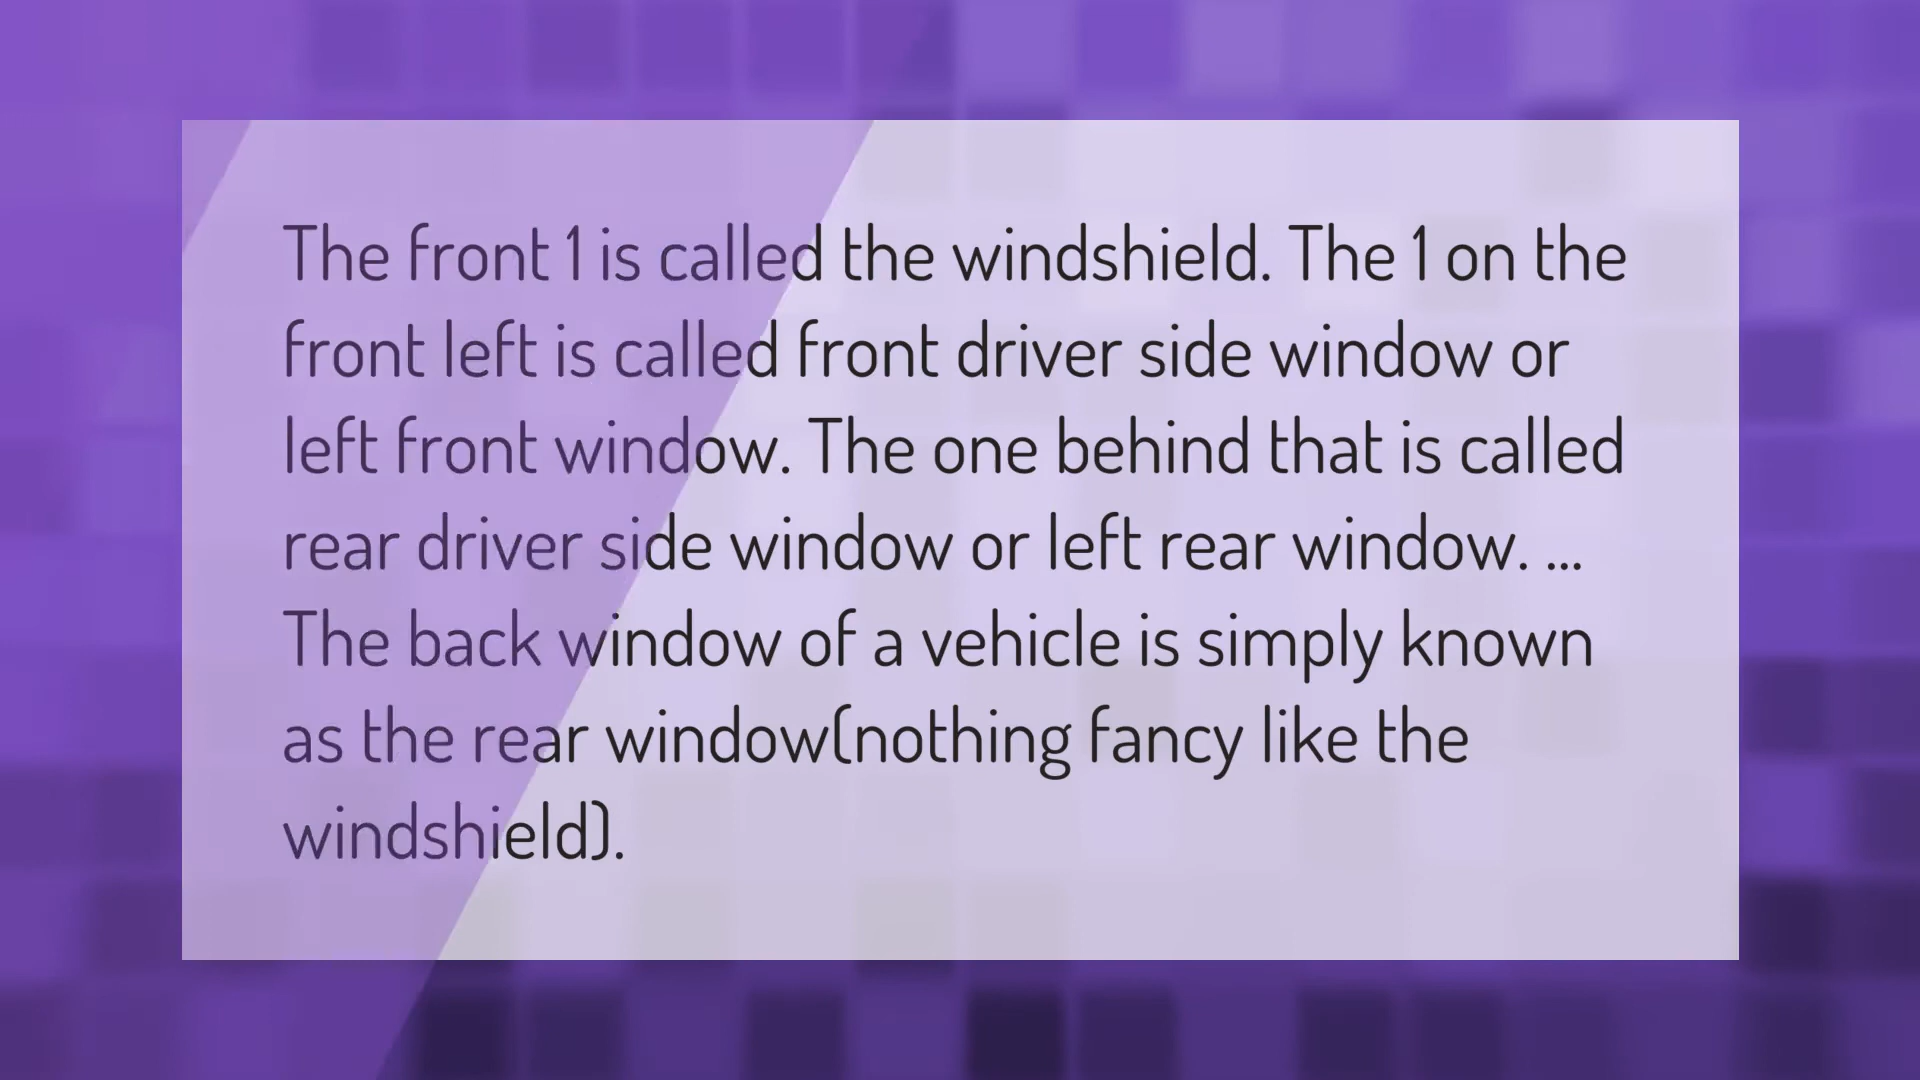 The front 1 is called the windshield. The 1 on the
front left is called front driver side window or
left front window. The one behind that is called
rear driver side window or left rear window. ...
The back window of a vehicle is simply known
as the rear window(nothing fancy like the
windshield).